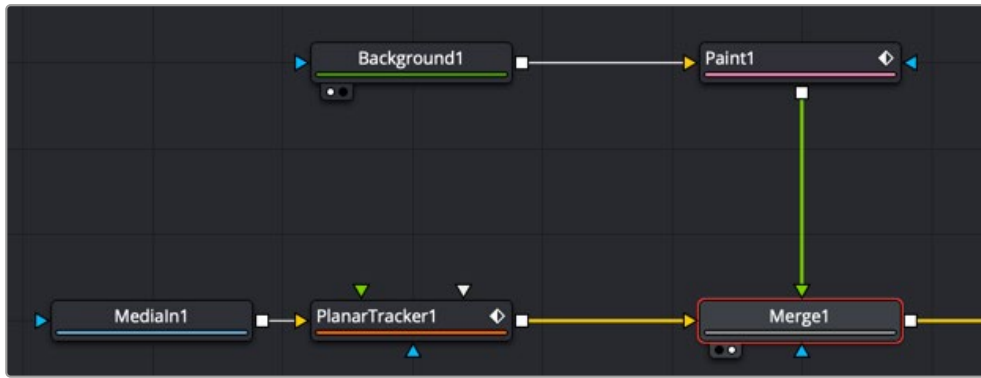 Background1
Paint1
MediaIn1
PlanarTracker1
Merge1